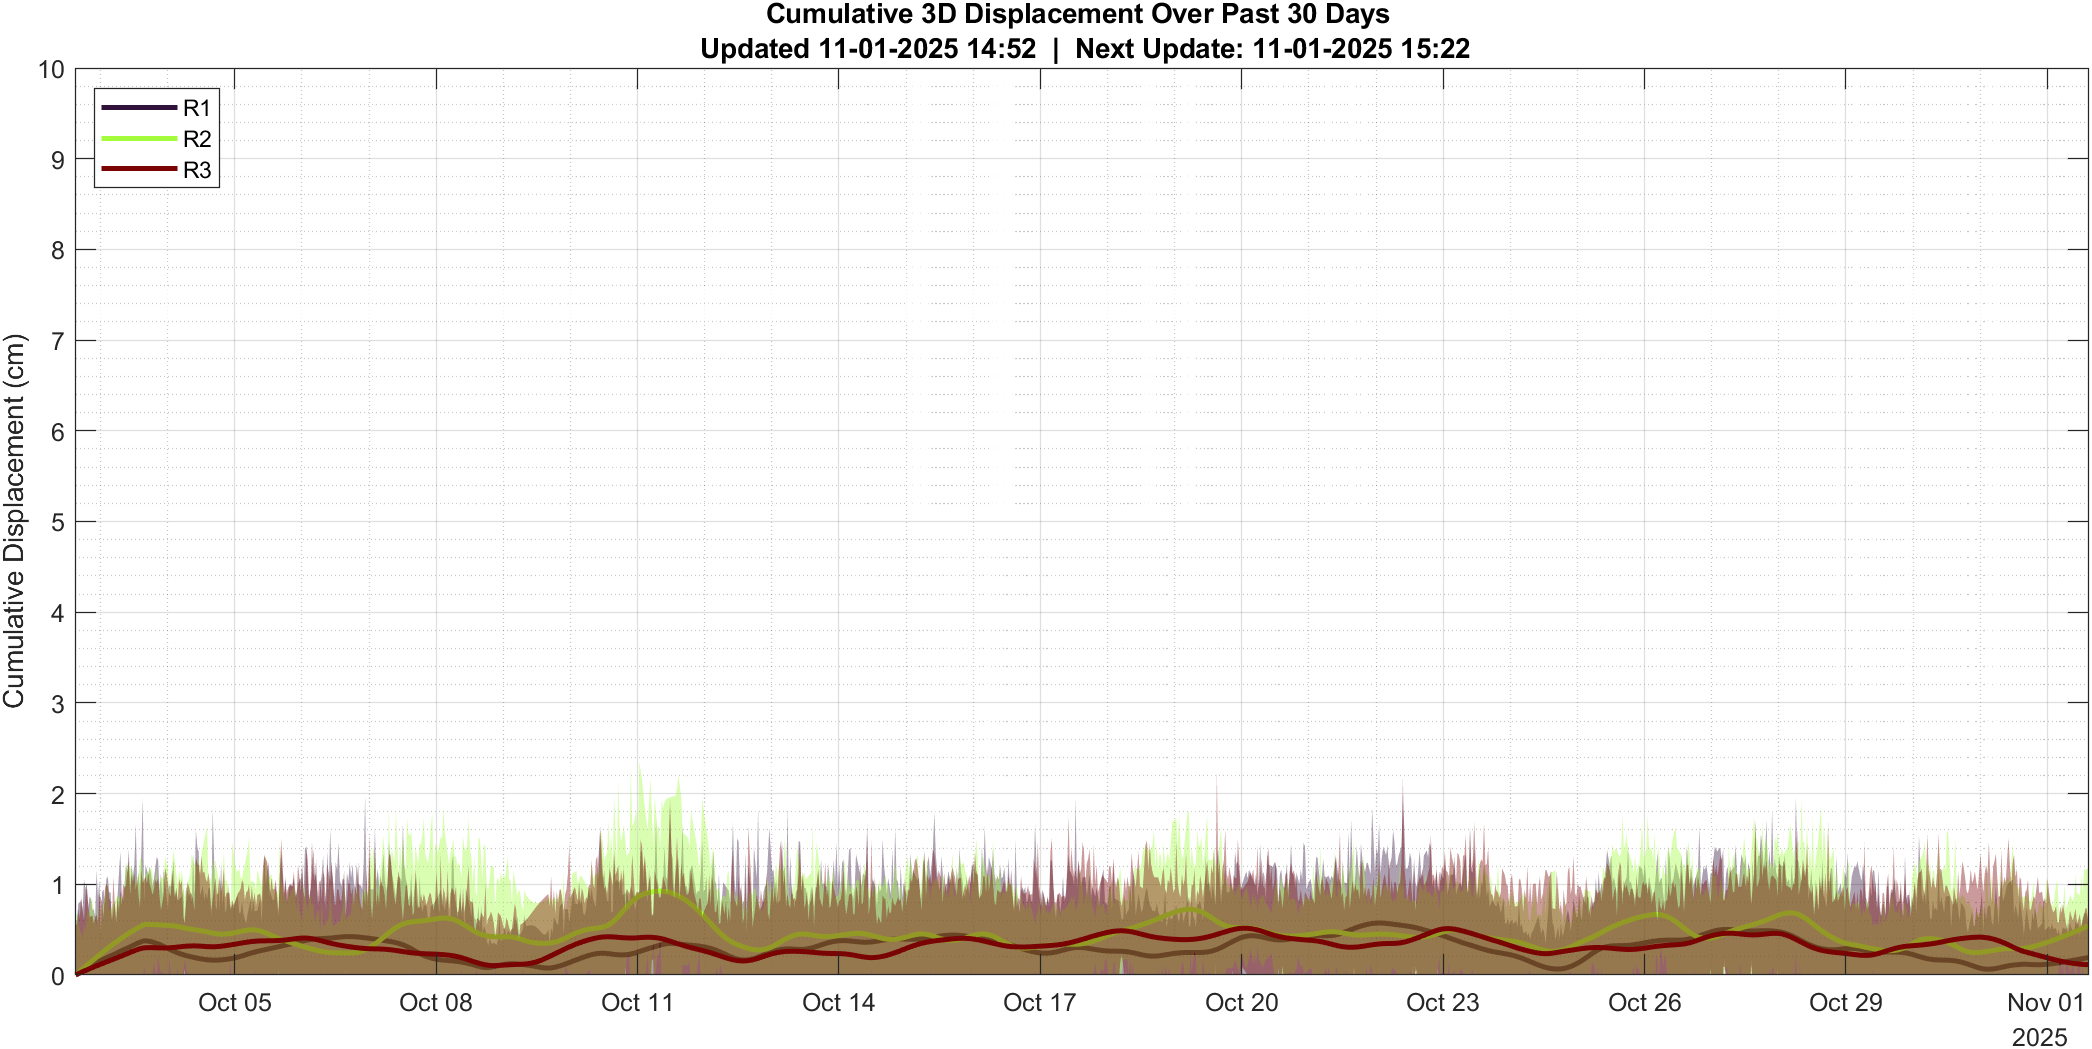 Cumulative 3D Displacement Over Past 30 Days
Updated 11-01-2025 14:52 | Next Update: 11-01-2025 15:22
R1
R2
R3
Cumulative Displacement (cm)
10
9
8
7
6
5
4
3
2
1
0
Oct 05 Oct 08 Oct 11 Oct 14 Oct 17 Oct 20 Oct 23 Oct 26 Oct 29 Nov 01
2025